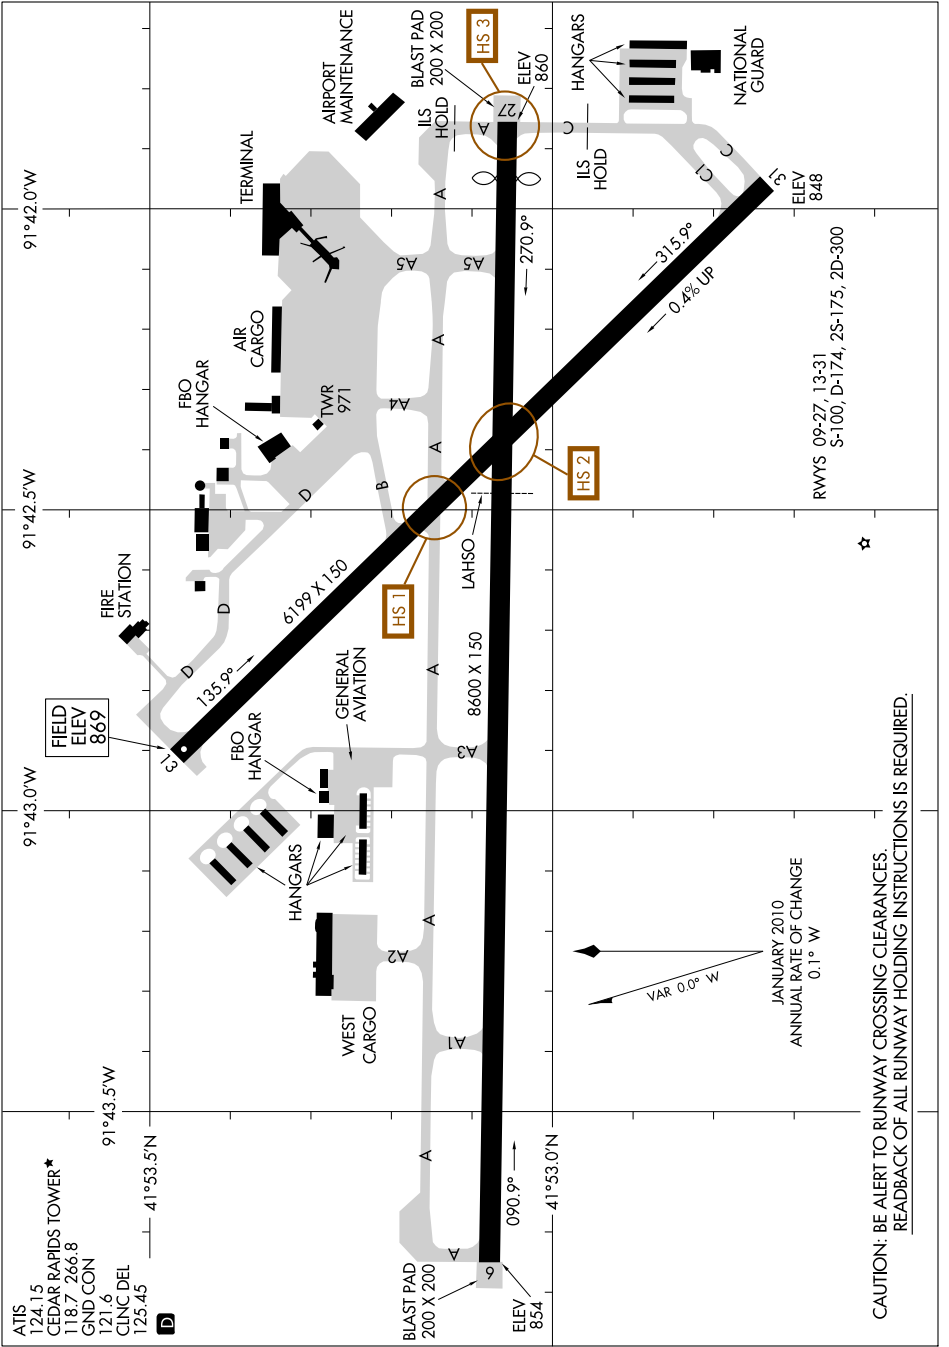 ATIS
124.15
CEDAR RAPIDS TOWER★
118.7 266.8
GND CON
121.6
CLNC DEL
125.45
D
91°43.5'W
91°43.0'W
91°42.5'W
91°42.0'W
41°53.5'N
41°53.0'N
FIELD
ELEV
869
13
135.9°
6199 X 150
FIRE
STATION
D
D
D
FBO
HANGAR
TWR
971
AIR
CARGO
TERMINAL
AIRPORT
MAINTENANCE
FBO
HANGAR
GENERAL
AVIATION
HANGARS
WEST
CARGO
A2
A
A
A1
A
A3
A
B
HS 1
A4
A
A
A5
A5
A
A
ILS
HOLD
BLAST PAD
200 X 200
HS 3
27
ELEV
860
270.9°
LAHSO
HS 2
8600 X 150
090.9°
9
BLAST PAD
200 X 200
ELEV
854
C
ILS
HOLD
HANGARS
NATIONAL
GUARD
C
C1
31
ELEV
848
315.9°
0.4% UP
RWYS 09-27, 13-31
S-100, D-174, 2S-175, 2D-300
VAR 0.0° W
JANUARY 2010
ANNUAL RATE OF CHANGE
0.1° W
CAUTION: BE ALERT TO RUNWAY CROSSING CLEARANCES.
READBACK OF ALL RUNWAY HOLDING INSTRUCTIONS IS REQUIRED.